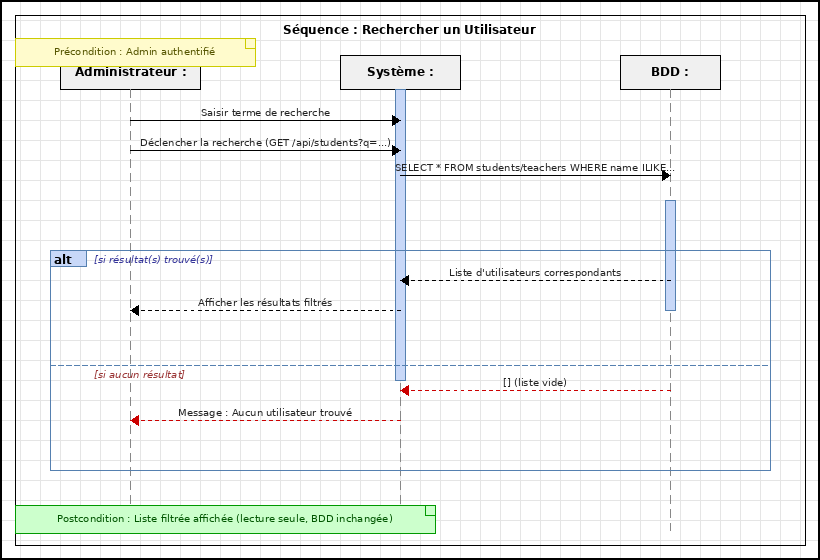 Séquence : Rechercher un Utilisateur
Précondition : Admin authentifié
Administrateur :
Système :
BDD :
Saisir terme de recherche
Déclencher la recherche (GET /api/students?q=...)
SELECT * FROM students/teachers WHERE name ILIKE...
alt
[si résultat(s) trouvé(s)]
Liste d'utilisateurs correspondants
Afficher les résultats filtrés
[si aucun résultat]
[] (liste vide)
Message : Aucun utilisateur trouvé
Postcondition : Liste filtrée affichée (lecture seule, BDD inchangée)